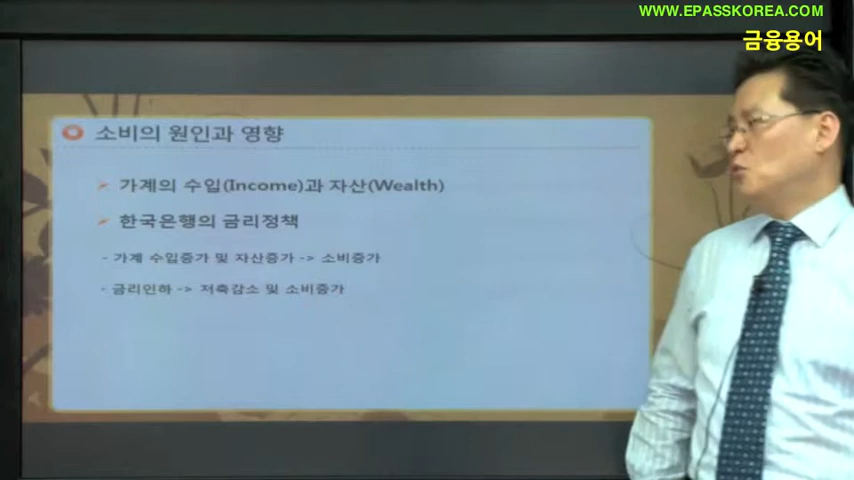 WWW.EPASSKOREA.COM
금융용어
소비의 원인과 영향
가계의 수입(Income)과 자산(Wealth)
한국은행의 금리정책
- 가계 수입증가 및 자산증가 -> 소비증가
- 금리인하 -> 저축감소 및 소비증가